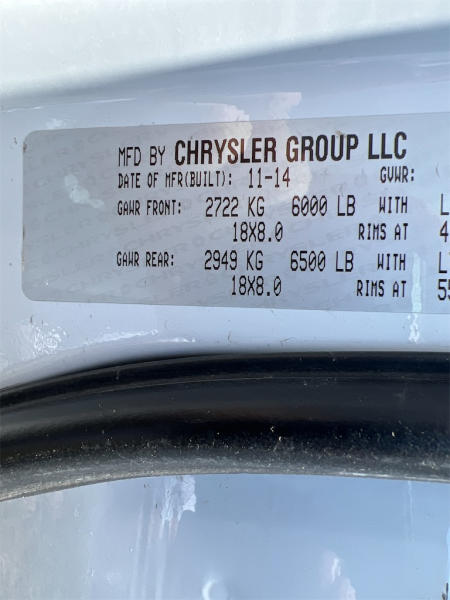 MFD BY CHRYSLER GROUP LLC
DATE OF MFR(BUILT): 11-14 GVWR:
GAWR FRONT: 2722 KG 6000 LB WITH
18X8.0 RIMS AT
GAWR REAR: 2949 KG 6500 LB WITH
18X8.0 RIMS AT